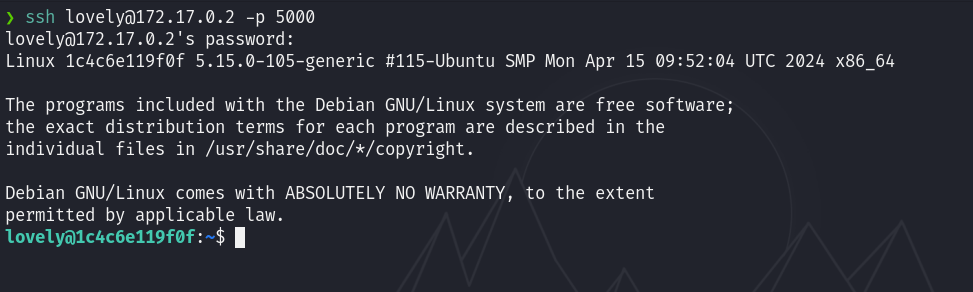 ❯ ssh lovely@172.17.0.2 -p 5000
lovely@172.17.0.2's password:
Linux 1c4c6e119f0f 5.15.0-105-generic #115-Ubuntu SMP Mon Apr 15 09:52:04 UTC 2024 x86_64
The programs included with the Debian GNU/Linux system are free software;
the exact distribution terms for each program are described in the
individual files in /usr/share/doc/*/copyright.
Debian GNU/Linux comes with ABSOLUTELY NO WARRANTY, to the extent
permitted by applicable law.
lovely@1c4c6e119f0f:~$